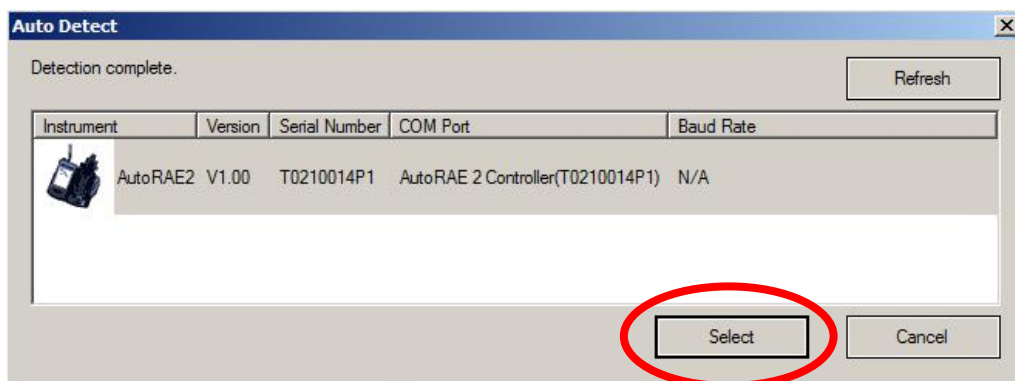 Auto Detect
Detection complete.
Refresh
Instrument Version Serial Number COM Port Baud Rate
AutoRAE2 V1.00 T0210014P1 AutoRAE 2 Controller(T0210014P1) N/A
Select Cancel